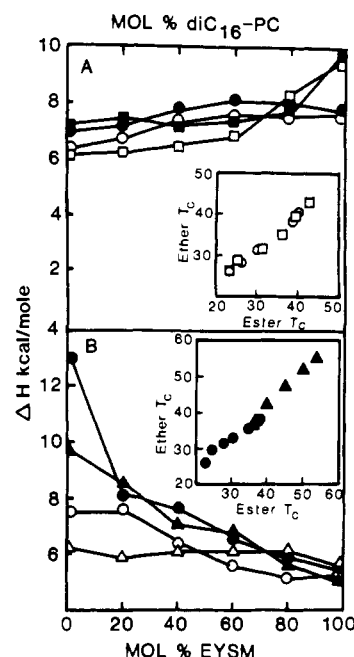 MOL % diC16-PC
10
A
8
6
4
2
Ether Tc
40
30
20 30 40 50
Ester Tc
ΔH kcal/mole
4
B
12
10
8
6
Ether Tc
60
50
40
30
20
20 30 40 50 60
Ester Tc
0 20 40 60 80 100
MOL % EYSM